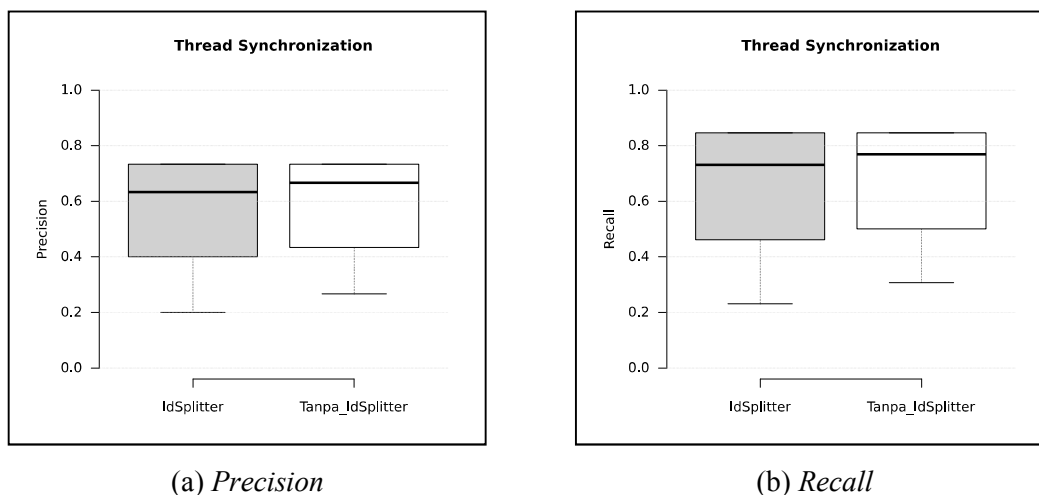 Thread Synchronization
Precision
1.0
0.8
0.6
0.4
0.2
0.0
IdSplitter
Tanpa_IdSplitter
(a) Precision
Thread Synchronization
Recall
1.0
0.8
0.6
0.4
0.2
0.0
IdSplitter
Tanpa_IdSplitter
(b) Recall